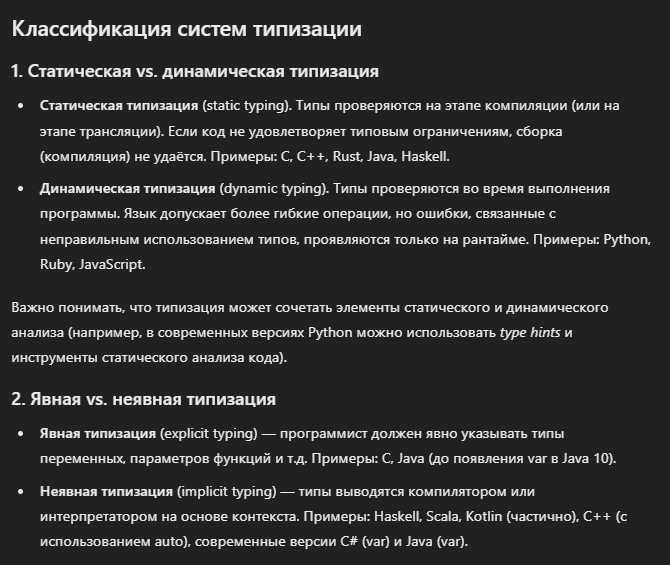 Классификация систем типизации
1. Статическая vs. динамическая типизация
• Статическая типизация (static typing). Типы проверяются на этапе компиляции (или на
этапе трансляции). Если код не удовлетворяет типовым ограничениям, сборка
(компиляция) не удаётся. Примеры: C, C++, Rust, Java, Haskell.
• Динамическая типизация (dynamic typing). Типы проверяются во время выполнения
программы. Язык допускает более гибкие операции, но ошибки, связанные с
неправильным использованием типов, проявляются только на рантайме. Примеры: Python,
Ruby, JavaScript.
Важно понимать, что типизация может сочетать элементы статического и динамического
анализа (например, в современных версиях Python можно использовать type hints и
инструменты статического анализа кода).
2. Явная vs. неявная типизация
• Явная типизация (explicit typing) — программист должен явно указывать типы
переменных, параметров функций и т.д. Примеры: C, Java (до появления var в Java 10).
• Неявная типизация (implicit typing) — типы выводятся компилятором или
интерпретатором на основе контекста. Примеры: Haskell, Scala, Kotlin (частично), C++ (с
использованием auto), современные версии C# (var) и Java (var).